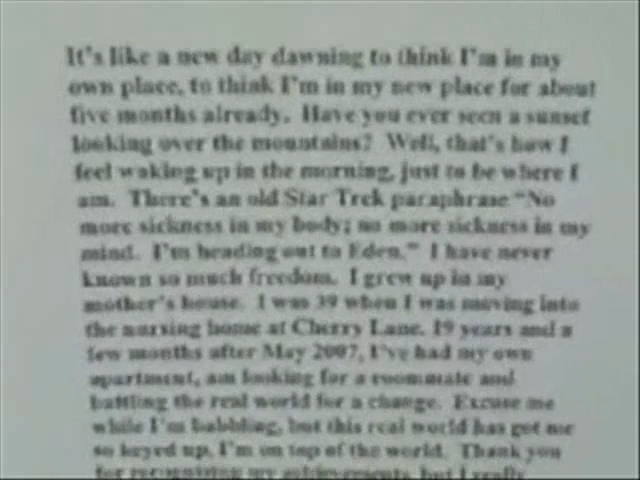 It's like a new day dawning to think I'm in my
own place, to think I'm in my new place for about
five months already. Have you ever seen a sunset
looking over the mountains? Well, that's how I
feel waking up in the morning, just to be where I
am. There's an old Star Trek paraphrase "No
more sickness in my body; no more sickness in my
mind. I'm heading out to Eden." I have never
known so much freedom. I grew up in my
mother's house. I was 39 when I was moving into
the nursing home at Cherry Lane. 19 years and a
few months after May 2007, I've had my own
apartment, am looking for a roommate and
battling the real world for a change. Excuse me
while I'm babbling, but this real world has got me
so keyed up, I'm on top of the world. Thank you
for recognizing my achievements, but I really